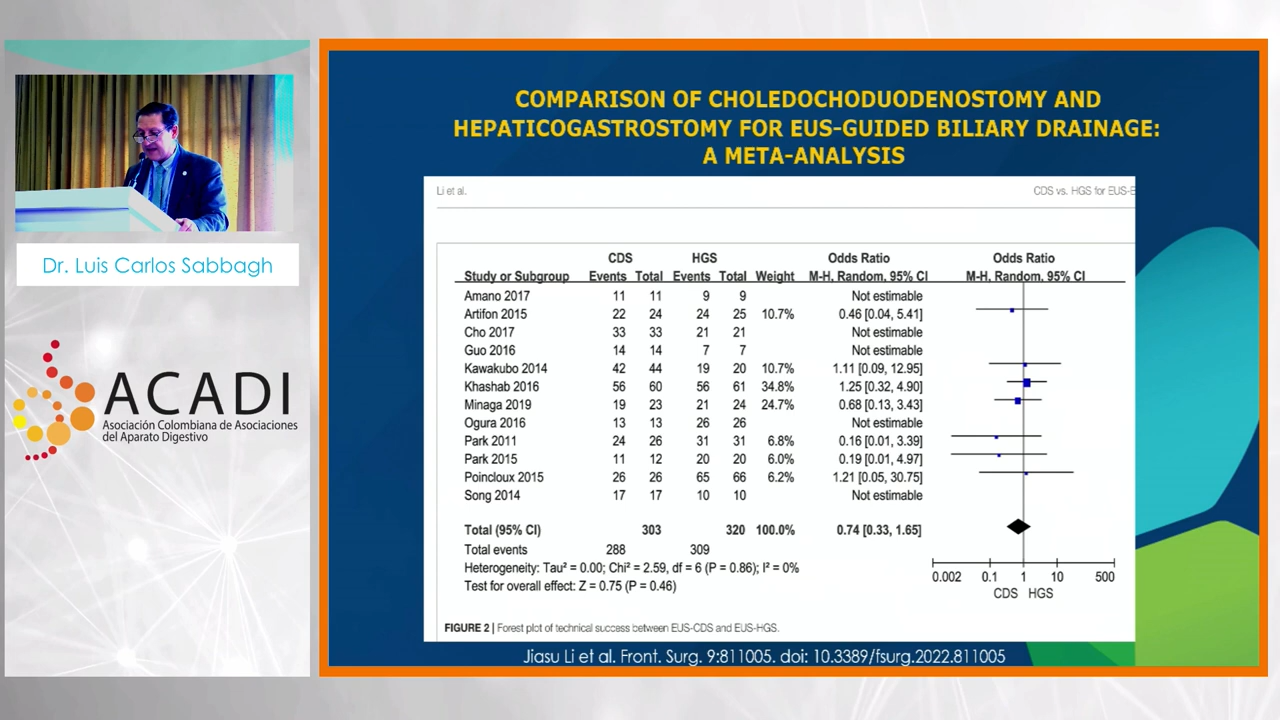 COMPARISON OF CHOLEDOCHODUODENOSTOMY AND
HEPATICOGASTROSTOMY FOR EUS-GUIDED BILIARY DRAINAGE:
A META-ANALYSIS
Li et al. CDS vs. HGS for EUS-B
CDS HGS Odds Ratio Odds Ratio
Study or Subgroup Events Total Events Total Weight M-H, Random, 95% CI M-H, Random, 95% CI
Amano 2017 11 11 9 9 Not estimable
Artifon 2015 22 24 24 25 10.7% 0.46 [0.04, 5.41]
Cho 2017 33 33 21 21 Not estimable
Guo 2016 14 14 7 7 Not estimable
Kawakubo 2014 42 44 19 20 10.7% 1.11 [0.09, 12.95]
Khashab 2016 56 60 56 61 34.8% 1.25 [0.32, 4.90]
Minaga 2019 19 23 21 24 24.7% 0.68 [0.13, 3.43]
Ogura 2016 13 13 26 26 Not estimable
Park 2011 24 26 31 31 6.8% 0.16 [0.01, 3.39]
Park 2015 11 12 20 20 6.0% 0.19 [0.01, 4.97]
Poincloux 2015 26 26 65 66 6.2% 1.21 [0.05, 30.75]
Song 2014 17 17 10 10 Not estimable
Total (95% CI) 303 320 100.0% 0.74 [0.33, 1.65]
Total events 288 309
Heterogeneity: Tau² = 0.00; Chi² = 2.59, df = 6 (P = 0.86); I² = 0%
Test for overall effect: Z = 0.75 (P = 0.46)
0.002 0.1 1 10 500
CDS HGS
FIGURE 2 | Forest plot of technical success between EUS-CDS and EUS-HGS.
Jiasu Li et al. Front. Surg. 9:811005. doi: 10.3389/fsurg.2022.811005
Dr. Luis Carlos Sabbagh
ACADI
Asociación Colombiana de Asociaciones
del Aparato Digestivo